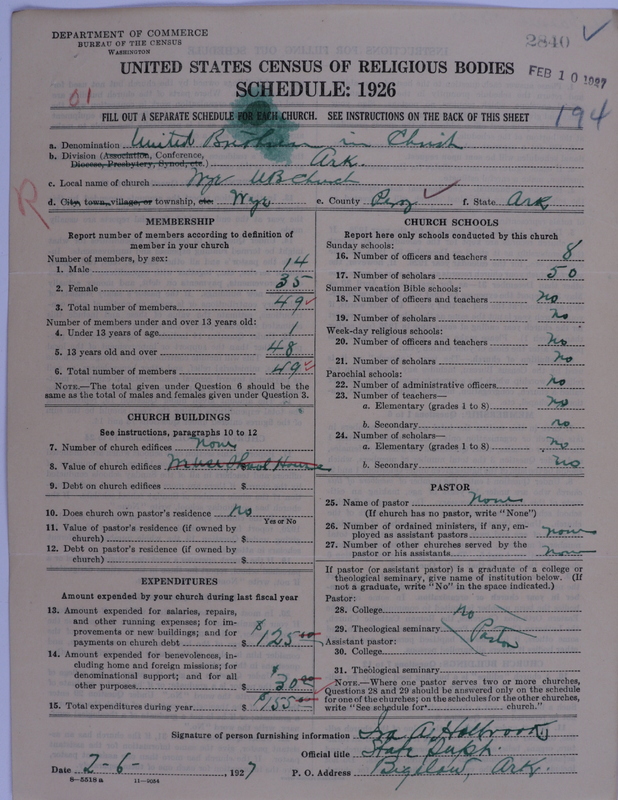 DEPARTMENT OF COMMERCE
BUREAU OF THE CENSUS
WASHINGTON
2840
FEB 10 1927
UNITED STATES CENSUS OF RELIGIOUS BODIES
SCHEDULE: 1926
01
194
FILL OUT A SEPARATE SCHEDULE FOR EACH CHURCH. SEE INSTRUCTIONS ON THE BACK OF THIS SHEET
a. Denomination United Brethren in Christ
b. Division (Association, Conference, Diocese, Presbytery, Synod, etc.) Ark.
c. Local name of church Wye UB Church
R
d. City, town, village, or township, etc. Wye e. County Perry f. State Ark
MEMBERSHIP
Report number of members according to definition of
member in your church
Number of members, by sex:
1. Male 14
2. Female 35
3. Total number of members 49
Number of members under and over 13 years old:
4. Under 13 years of age 1
5. 13 years old and over 48
6. Total number of members 49
NOTE.—The total given under Question 6 should be the
same as the total of males and females given under Question 3.
CHURCH BUILDINGS
See instructions, paragraphs 10 to 12
7. Number of church edifices None
8. Value of church edifices School House
9. Debt on church edifices $
10. Does church own pastor's residence No
Yes or No
11. Value of pastor's residence (if owned by
church) $
12. Debt on pastor's residence (if owned by
church) $
EXPENDITURES
Amount expended by your church during last fiscal year
13. Amount expended for salaries, repairs,
and other running expenses; for im-
provements or new buildings; and for
payments on church debt $ $125.00
14. Amount expended for benevolences, in-
cluding home and foreign missions; for
denominational support; and for all
other purposes $ $30.00
15. Total expenditures during year $155.00
CHURCH SCHOOLS
Report here only schools conducted by this church
Sunday schools:
16. Number of officers and teachers 8
17. Number of scholars 50
Summer vacation Bible schools:
18. Number of officers and teachers No
19. Number of scholars No
Week-day religious schools:
20. Number of officers and teachers No
21. Number of scholars No
Parochial schools:
22. Number of administrative officers No
23. Number of teachers—
a. Elementary (grades 1 to 8) No
b. Secondary No
24. Number of scholars—
a. Elementary (grades 1 to 8) No
b. Secondary No
PASTOR
25. Name of pastor None
(If church has no pastor, write "None")
26. Number of ordained ministers, if any, em-
ployed as assistant pastors None
27. Number of other churches served by the
pastor or his assistants None
If pastor (or assistant pastor) is a graduate of a college or
theological seminary, give name of institution below. (If
not a graduate, write "No" in the space indicated.)
Pastor:
28. College No
29. Theological seminary Pastor
Assistant pastor:
30. College
31. Theological seminary
NOTE.—Where one pastor serves two or more churches,
Questions 28 and 29 should be answered only on the schedule
for one of the churches; on the schedules for the other churches,
write "See schedule for church."
Signature of person furnishing information Ira A. Holbrook
Official title State Supt.
Date 2-6- , 1927 P. O. Address Bigelow, Ark.
8-5518 a 11-9054